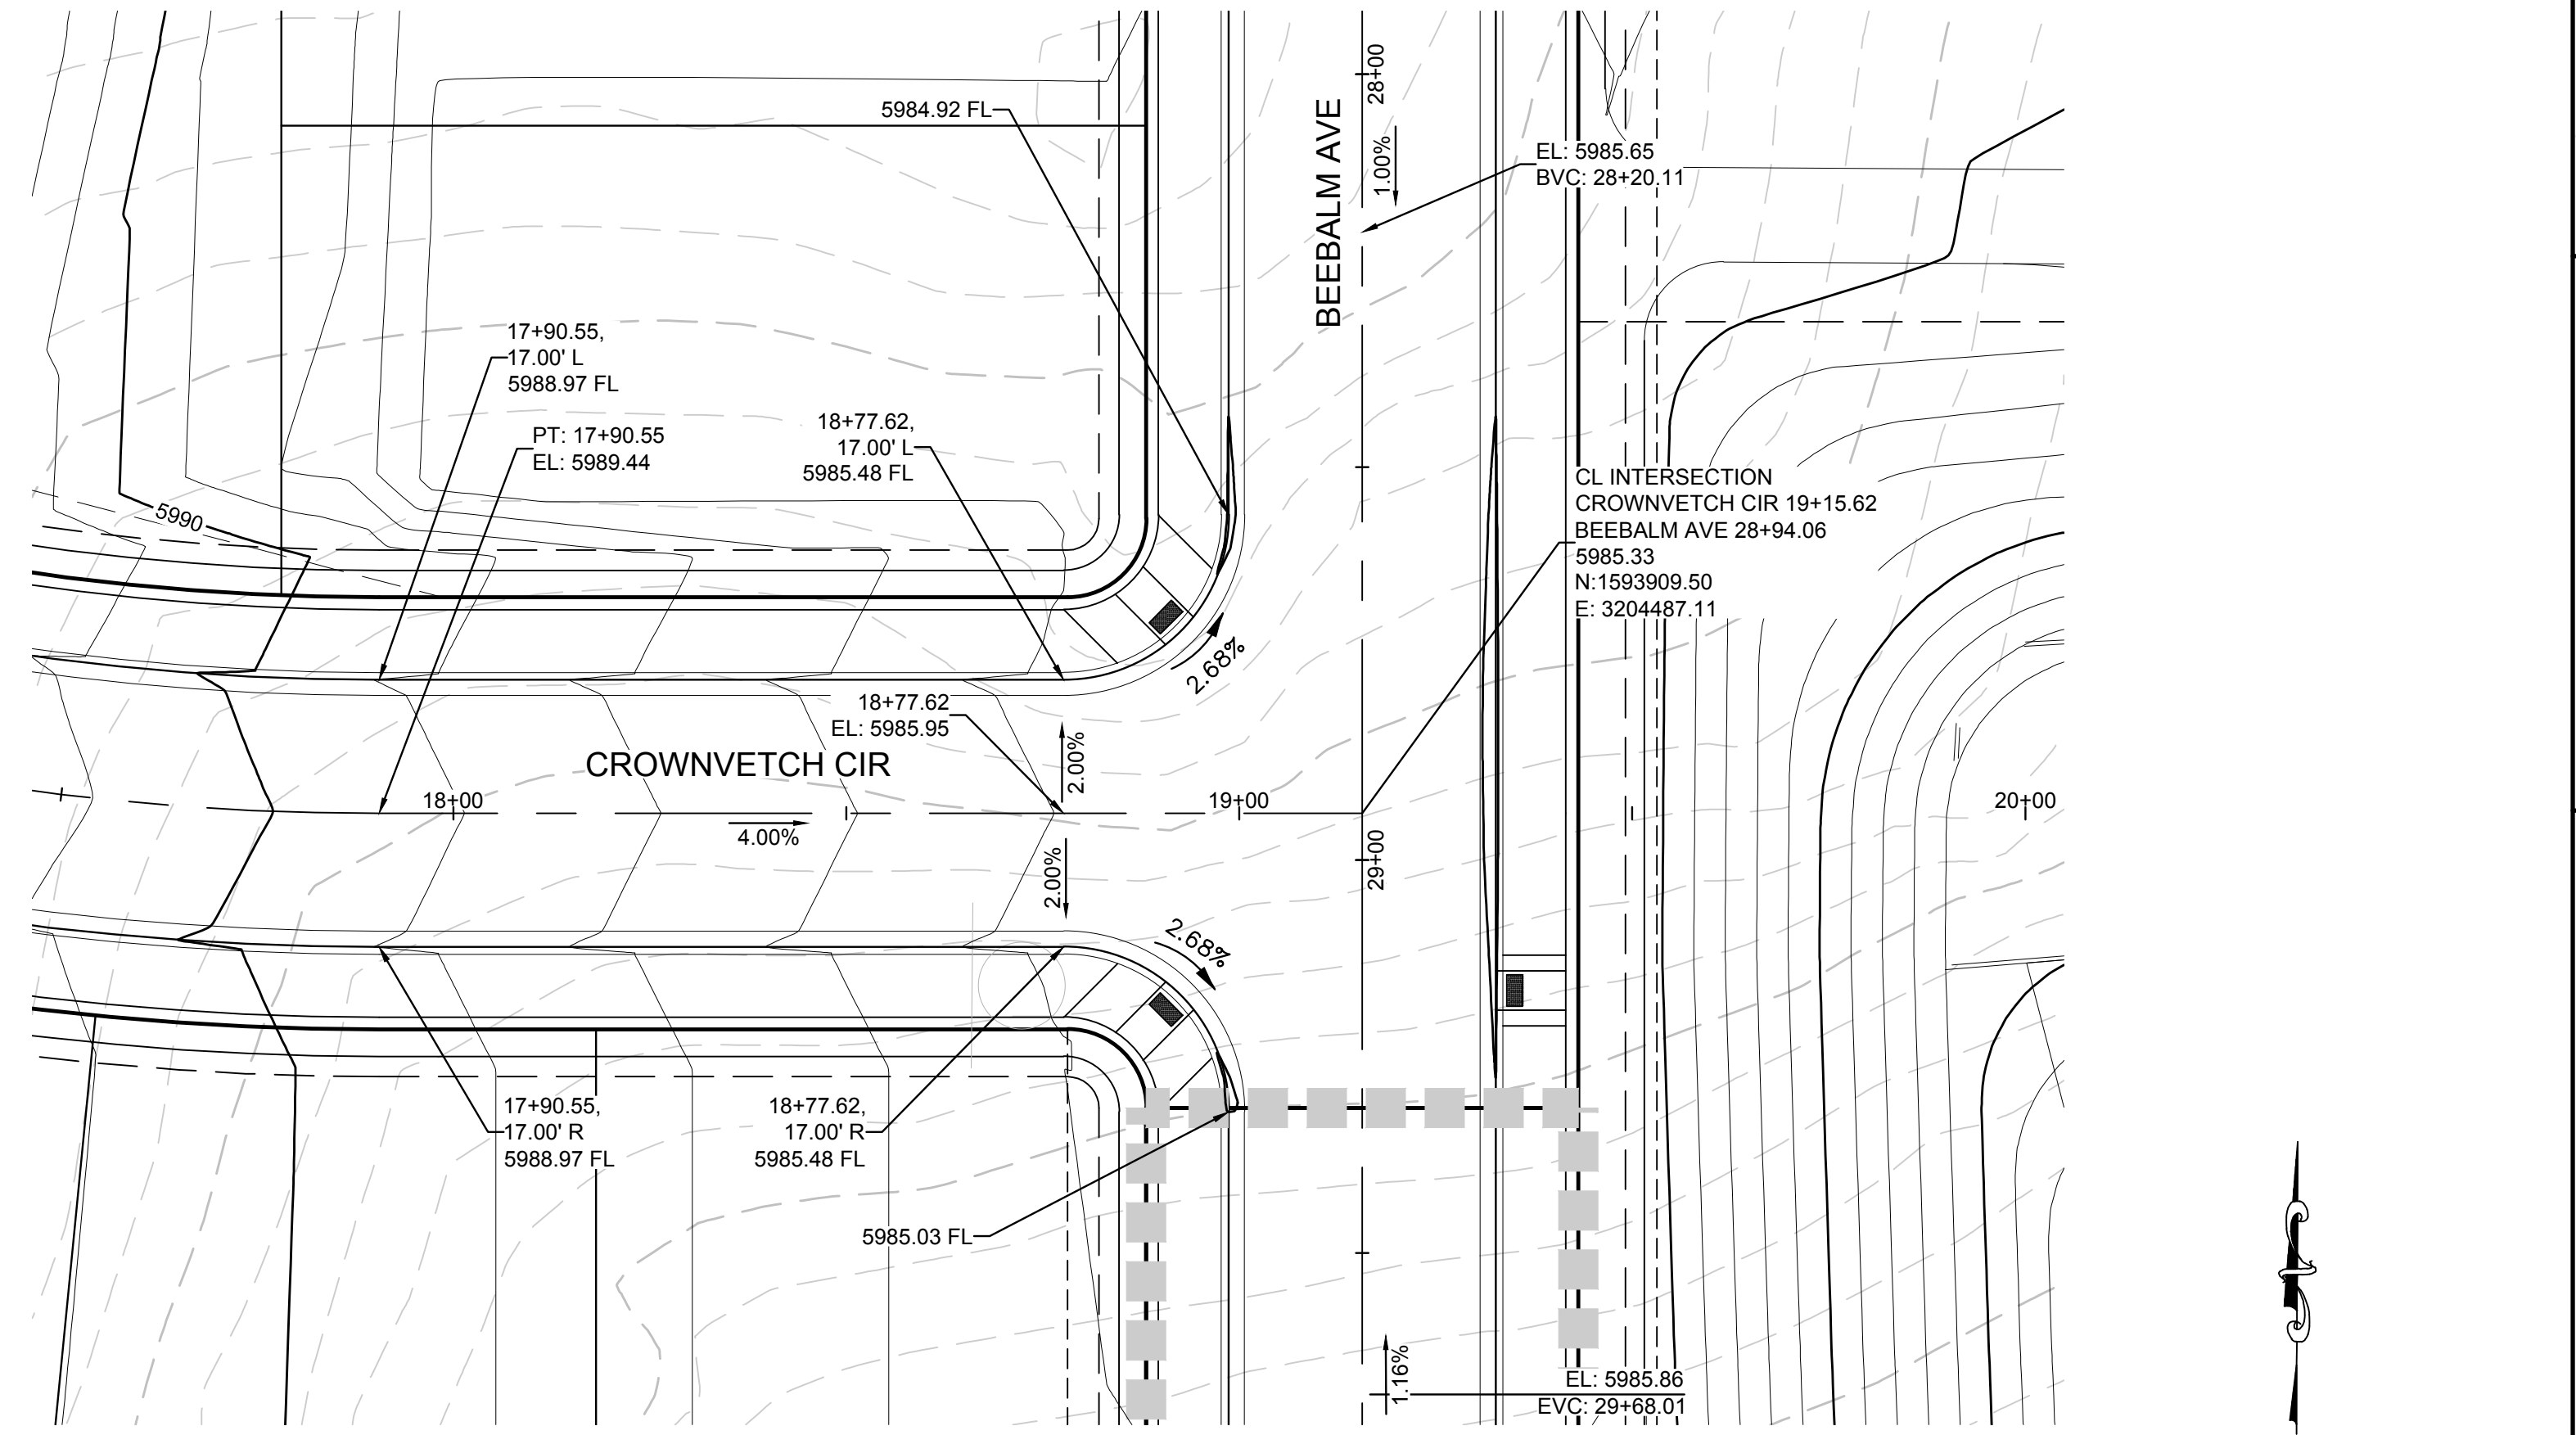 28+00
5984.92 FL
BEEBALM AVE
1.00%
EL: 5985.65
BVC: 28+20.11
17+90.55,
17.00' L
5988.97 FL
PT: 17+90.55
EL: 5989.44
18+77.62,
17.00' L
5985.48 FL
CL INTERSECTION
CROWNVETCH CIR 19+15.62
BEEBALM AVE 28+94.06
5985.33
N:1593909.50
E: 3204487.11
5990
2.68%
18+77.62
EL: 5985.95
2.00%
CROWNVETCH CIR
18+00
19+00
20+00
4.00%
2.00%
29+00
2.68%
17+90.55,
17.00' R
5988.97 FL
18+77.62,
17.00' R
5985.48 FL
5985.03 FL
1.16%
EL: 5985.86
EVC: 29+68.01